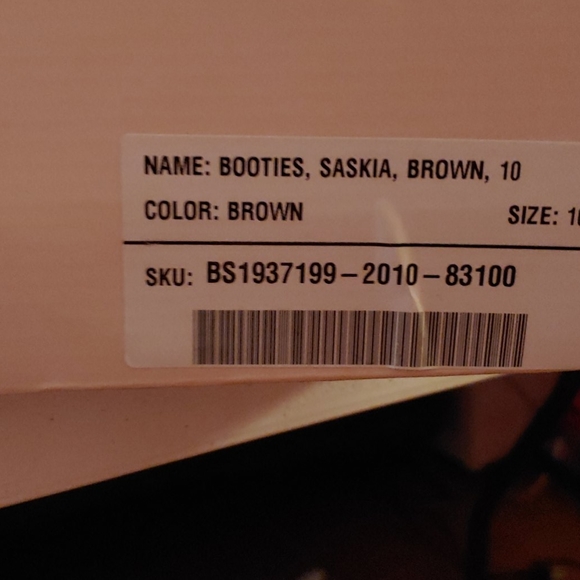 NAME: BOOTIES, SASKIA, BROWN, 10
COLOR: BROWN SIZE:
SKU: BS1937199-2010-83100